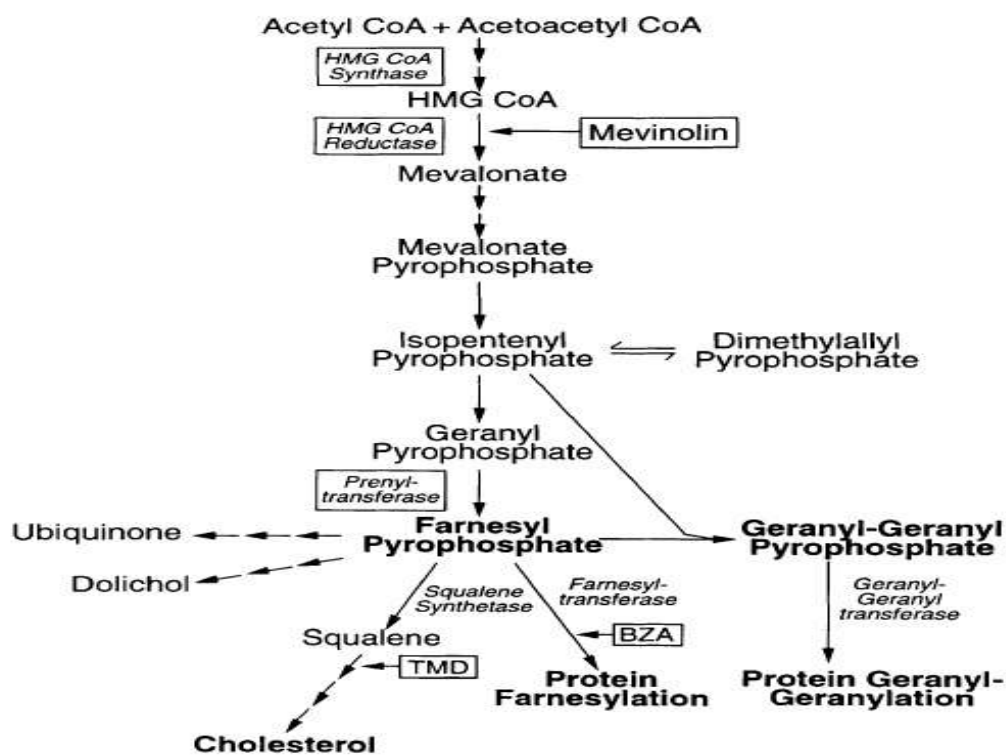 Acetyl CoA + Acetoacetyl CoA
HMG CoA
Synthase
HMG CoA
HMG CoA
Reductase
Mevinolin
Mevalonate
Mevalonate
Pyrophosphate
Isopentenyl
Pyrophosphate
Dimethylallyl
Pyrophosphate
Geranyl
Pyrophosphate
Prenyl-
transferase
Ubiquinone
Farnesyl
Pyrophosphate
Geranyl-Geranyl
Pyrophosphate
Dolichol
Squalene
Synthetase
Farnesyl-
transferase
Geranyl-
Geranyl
transferase
Squalene
BZA
TMD
Protein
Farnesylation
Protein Geranyl-
Geranylation
Cholesterol